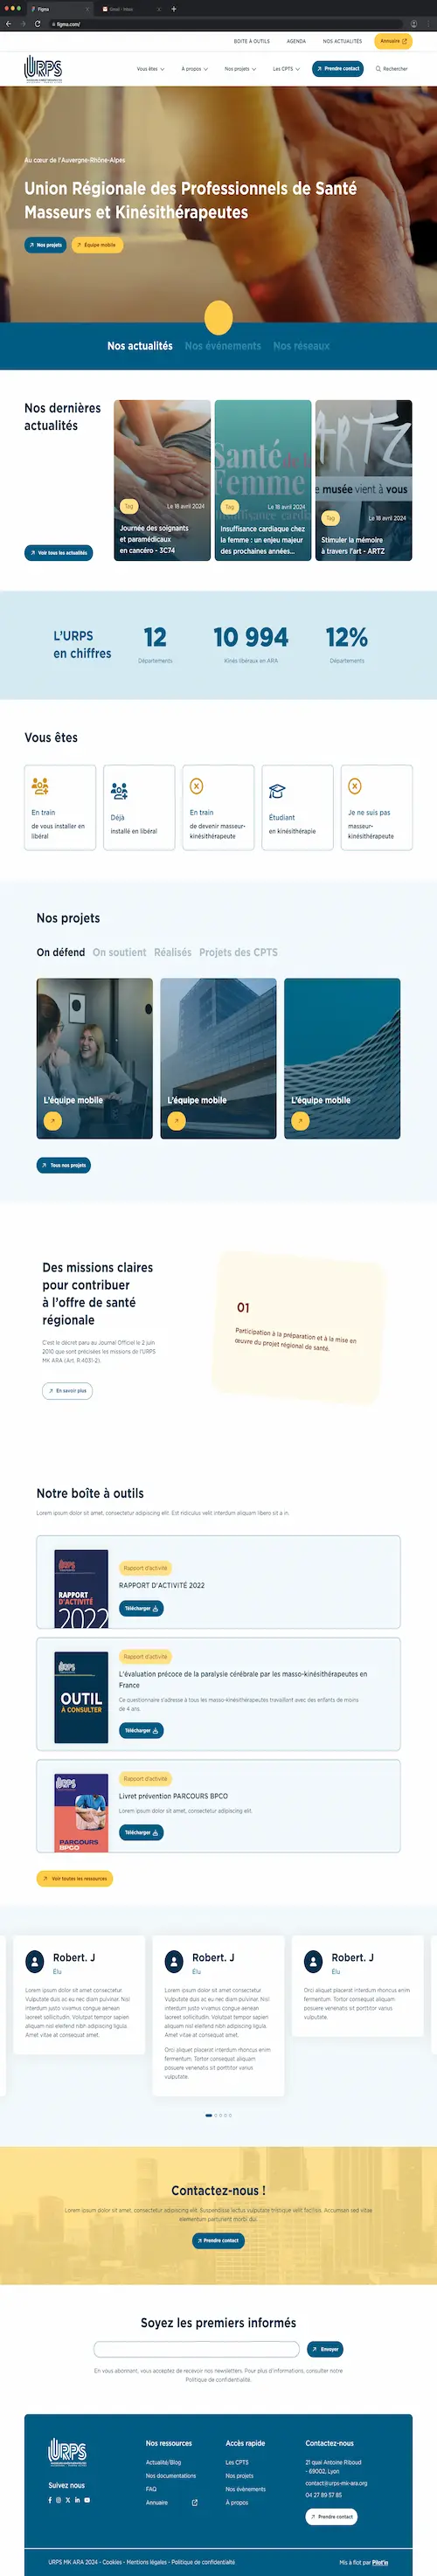 Figma
Gmail - Inbox
figma.com/
BOITE À OUTILS
AGENDA
NOS ACTUALITÉS
Annuaire
URPS
Vous êtes
À propos
Nos projets
Les CPTS
Prendre contact
Rechercher
Au cœur de l'Auvergne-Rhône-Alpes
Union Régionale des Professionnels de Santé
Masseurs et Kinésithérapeutes
Nos projets
Équipe mobile
Nos actualités
Nos événements
Nos réseaux
Nos dernières
actualités
Voir tous les actualités
Tag
Le 18 avril 2024
Journée des soignants
et paramédicaux
en cancéro - 3C74
Santé de la
Femme
Tag
Le 18 avril 2024
Insuffisance cardiaque chez
la femme : un enjeu majeur
des prochaines années...
ARTZ
e musée vient à vous
Tag
Le 18 avril 2024
Stimuler la mémoire
à travers l'art - ARTZ
L'URPS
en chiffres
12
Départements
10 994
Kinés libéraux en ARA
12%
Départements
Vous êtes
En train
de vous installer en
libéral
Déjà
installé en libéral
En train
de devenir masseur-
kinésithérapeute
Étudiant
en kinésithérapie
Je ne suis pas
masseur-
kinésithérapeute
Nos projets
On défend
On soutient
Réalisés
Projets des CPTS
L'équipe mobile
L'équipe mobile
L'équipe mobile
Tous nos projets
Des missions claires
pour contribuer
à l'offre de santé
régionale
C'est le décret paru au Journal Officiel le 2 juin
2010 que sont précisées les missions de l'URPS
MK ARA (Art. R.4031-2).
En savoir plus
01
Participation à la préparation et à la mise en
œuvre du projet régional de santé.
Notre boîte à outils
Lorem ipsum dolor sit amet, consectetur adipiscing elit. Est ridiculus velit interdum aliquam libero sit a in.
URPS
RAPPORT
D'ACTIVITÉ
2022
Rapport d'activité
RAPPORT D'ACTIVITÉ 2022
Télécharger
URPS
OUTIL
À CONSULTER
Rapport d'activité
L'évaluation précoce de la paralysie cérébrale par les masso-kinésithérapeutes en
France
Ce questionnaire s'adresse à tous les masso-kinésithérapeutes travaillant avec des enfants de moins
de 4 ans.
Télécharger
URPS
PARCOURS
BPCO
Rapport d'activité
Livret prévention PARCOURS BPCO
Lorem ipsum dolor sit amet, consectetur adipiscing elit.
Télécharger
Voir toutes les ressources
Robert. J
Élu
Lorem ipsum dolor sit amet consectetur.
Vulputate duis ac eu nec diam pulvinar. Nisl
interdum justo vivamus congue aenean
laoreet sollicitudin. Volutpat tempor sapien
aliquam nisl eleifend nibh adipiscing ligula.
Amet vitae at consequat amet.
Robert. J
Élu
Lorem ipsum dolor sit amet consectetur.
Vulputate duis ac eu nec diam pulvinar. Nisl
interdum justo vivamus congue aenean
laoreet sollicitudin. Volutpat tempor sapien
aliquam nisl eleifend nibh adipiscing ligula.
Amet vitae at consequat amet.
Orci aliquet placerat interdum rhoncus enim
fermentum. Tortor consequat aliquam
posuere venenatis sit porttitor varius
vulputate.
Robert. J
Élu
Orci aliquet placerat interdum rhoncus enim
fermentum. Tortor consequat aliquam
posuere venenatis sit porttitor varius
vulputate.
Contactez-nous !
Lorem ipsum dolor sit amet, consectetur adipiscing elit. Suspendisse lectus vulputate tristique velit facilisis. Accumsan sed vitae
elementum parturient morbi dui.
Prendre contact
Soyez les premiers informés
Envoyer
En vous abonnant, vous acceptez de recevoir nos newsletters. Pour plus d'informations, consulter notre
Politique de confidentialité.
URPS
Suivez nous
Nos ressources
Actualité/Blog
Nos documentations
FAQ
Annuaire
Accès rapide
Les CPTS
Nos projets
Nos évènements
À propos
Contactez-nous
21 quai Antoine Riboud
- 69002, Lyon
contact@urps-mk-ara.org
04 27 89 57 85
Prendre contact
URPS MK ARA 2024 - Cookies - Mentions légales - Politique de confidentialité
Mis à flot par Pilot'in